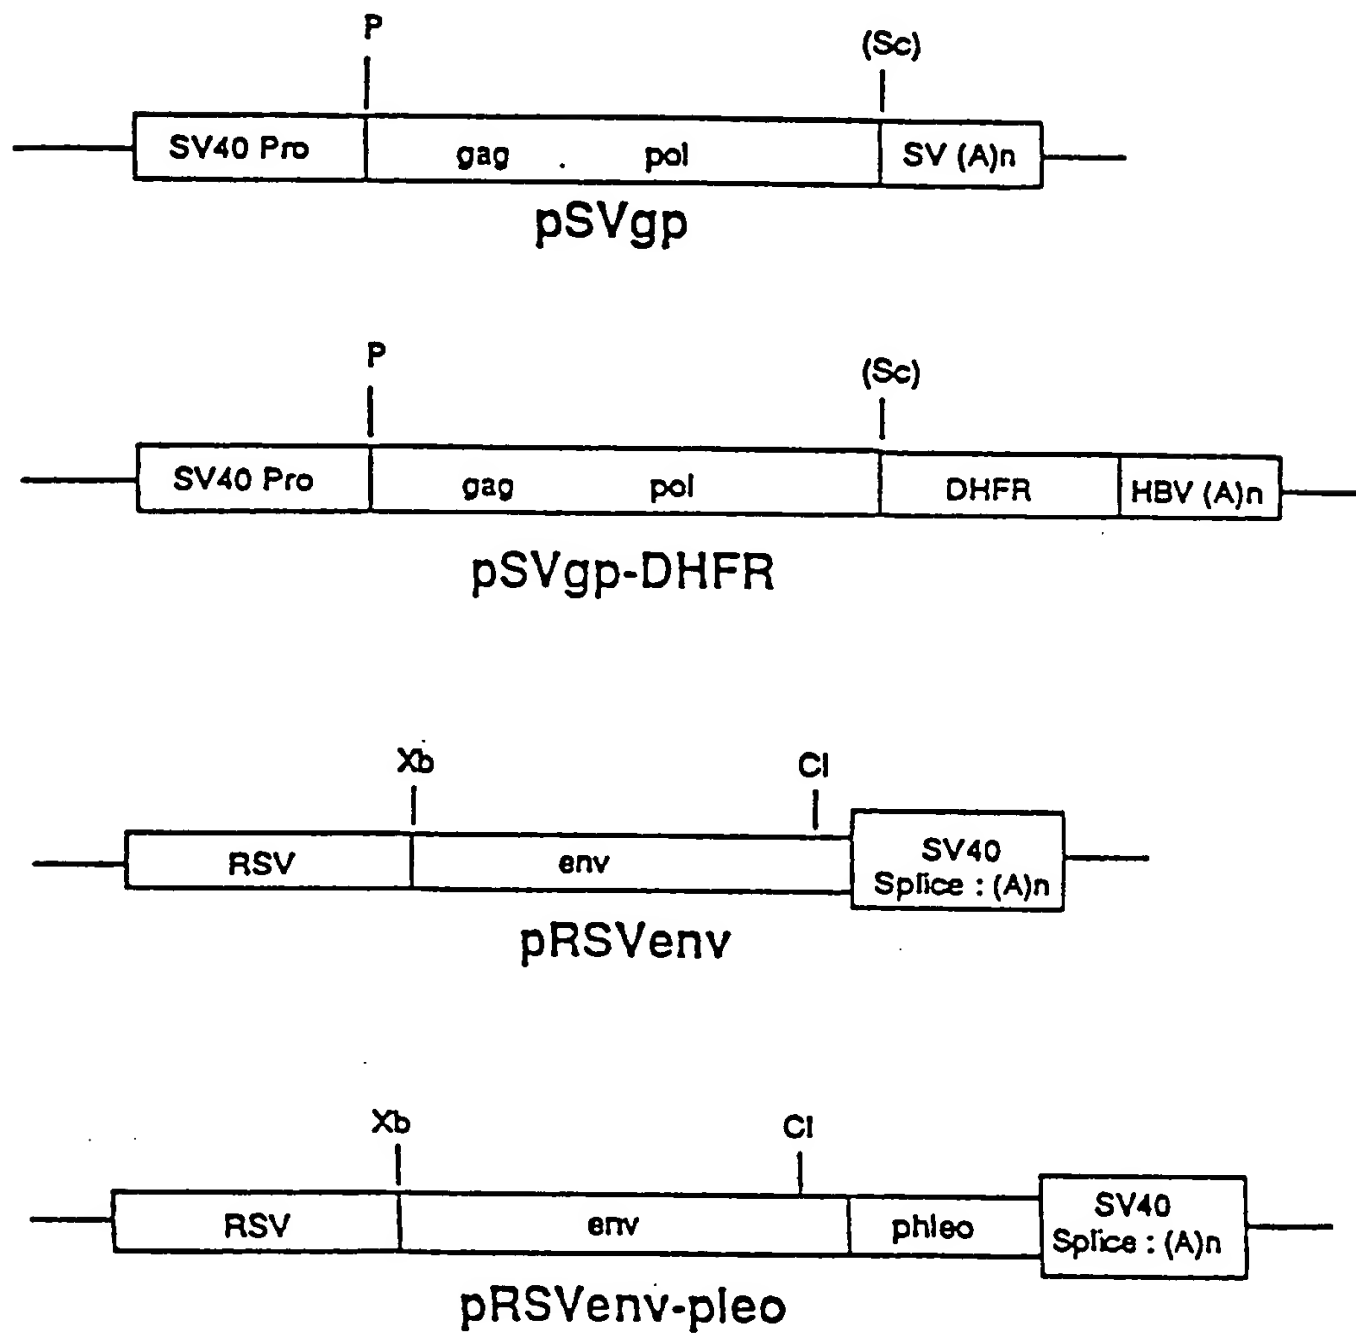 P (Sc)
SV40 Pro gag pol SV (A)n
pSVgp
P (Sc)
SV40 Pro gag pol DHFR HBV (A)n
pSVgp-DHFR
Xb Cl
RSV env SV40
Splice : (A)n
pRSVenv
Xb Cl
RSV env phleo SV40
Splice : (A)n
pRSVenv-pleo